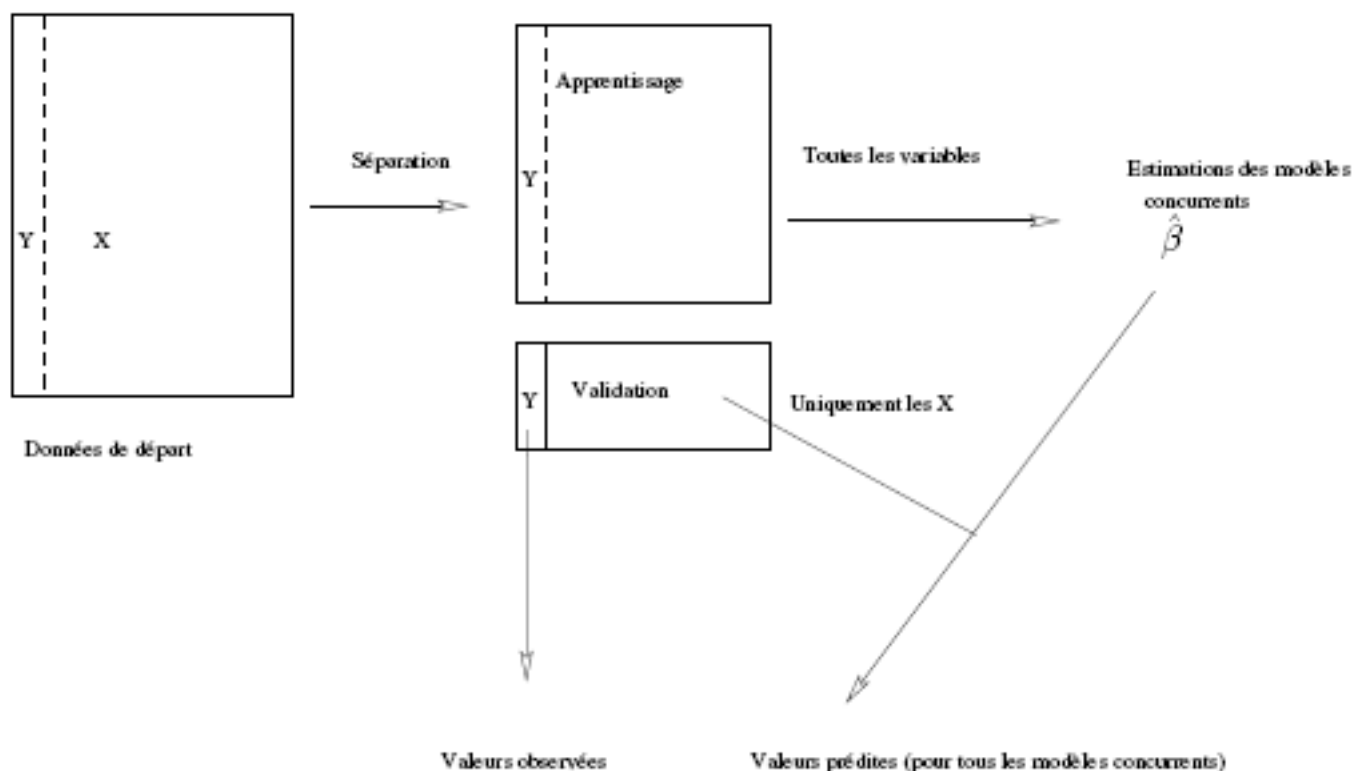 Y
X
Données de départ
Séparation
Apprentissage
Y
Toutes les variables
Estimations des modèles
concurrents
β̂
Y
Validation
Uniquement les X
Valeurs observées
Valeurs prédites (pour tous les modèles concurrents)